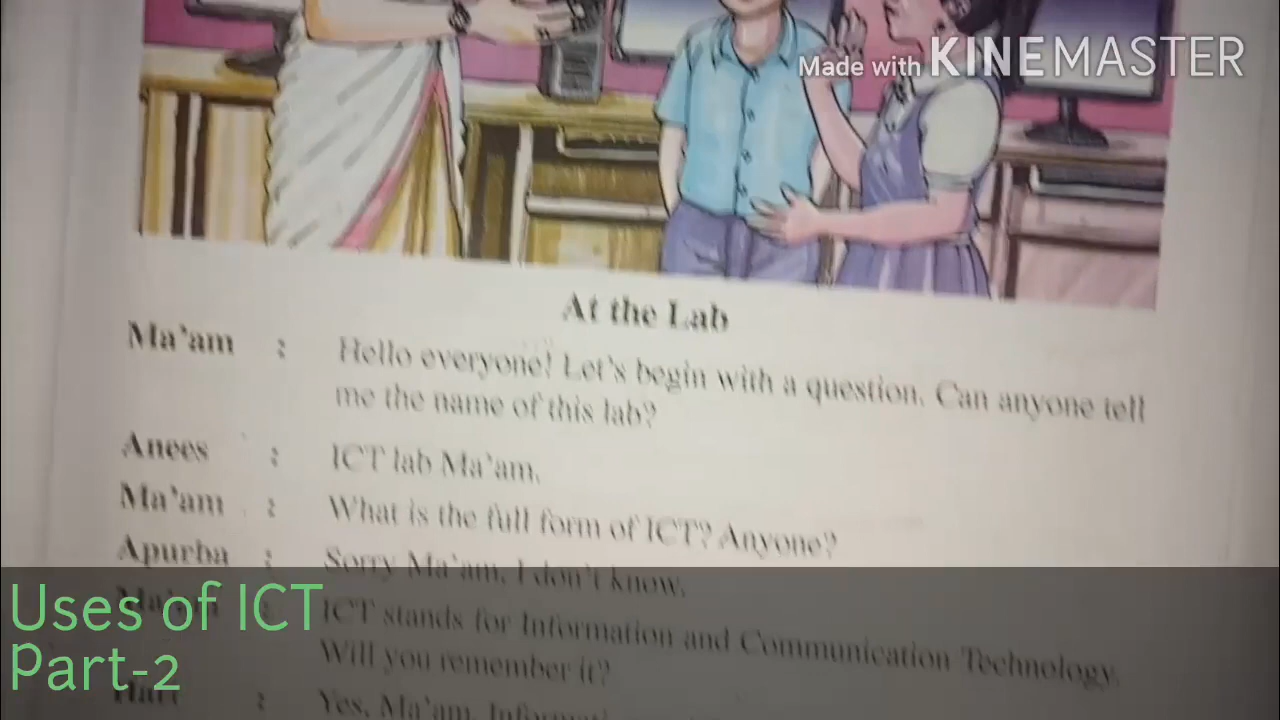 Made with KINEMASTER
At the Lab
Ma'am : Hello everyone! Let's begin with a question. Can anyone tell
me the name of this lab?
Anees : ICT lab Ma'am.
Ma'am : What is the full form of ICT? Anyone?
Apurba : Sorry Ma'am, I don't know.
Ma'am : ICT stands for Information and Communication Technology.
Will you remember it?
: Yes, Ma'am.
Uses of ICT
Part-2